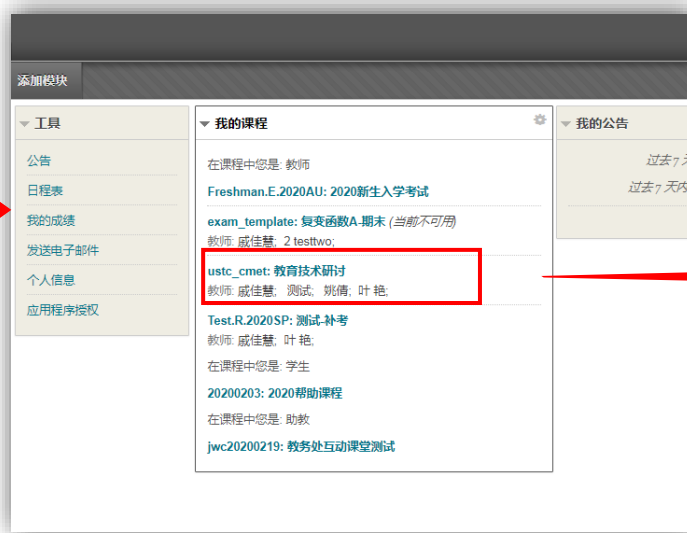 添加模块
工具
公告
日程表
我的成绩
发送电子邮件
个人信息
应用程序授权
我的课程
在课程中您是: 教师
Freshman.E.2020AU: 2020新生入学考试
exam_template: 复变函数A-期末 (当前不可用)
教师: 戚佳慧; 2 testtwo;
ustc_cmet: 教育技术研讨
教师: 戚佳慧; 测试; 姚倩; 叶 艳;
Test.R.2020SP: 测试-补考
教师: 戚佳慧; 叶 艳;
在课程中您是: 学生
20200203: 2020帮助课程
在课程中您是: 助教
jwc20200219: 教务处互动课堂测试
我的公告
过去7天
过去7天内